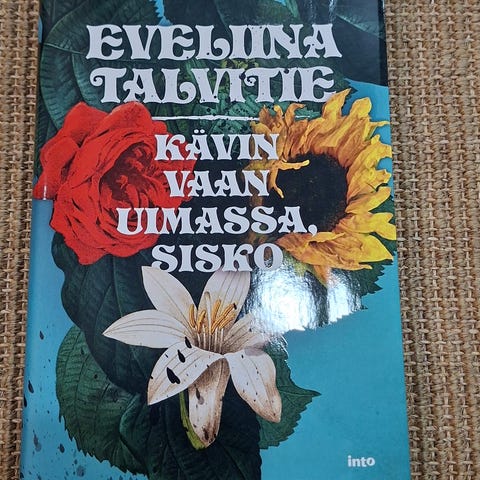 EVELIINA
TALVITIE
KÄVIN
VAAN
UIMASSA,
SISKO
into